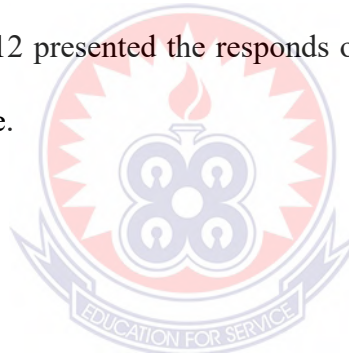 12 presented the responds o
e.
EDUCATION FOR SERVICE